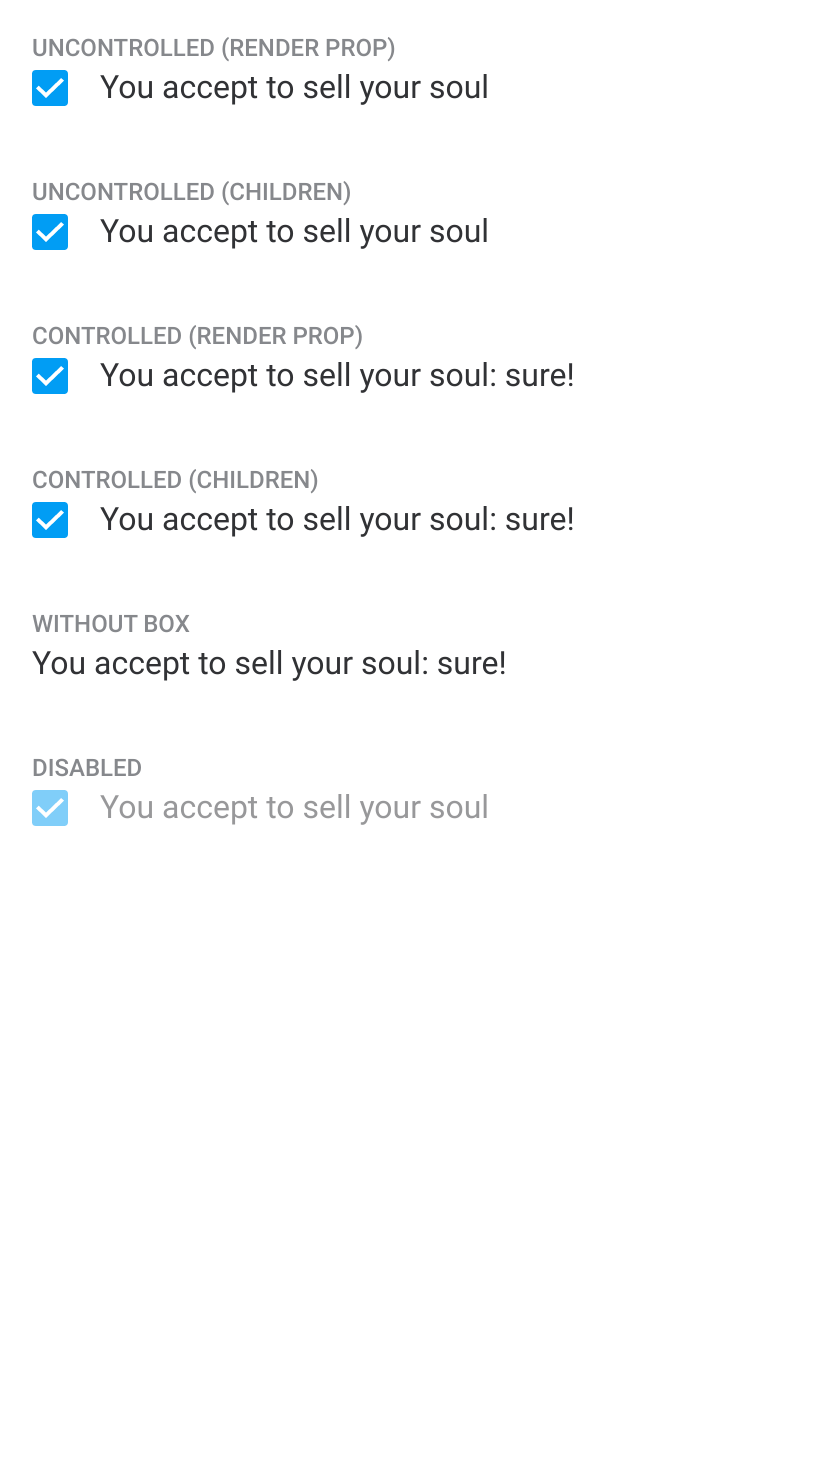 UNCONTROLLED (RENDER PROP)
You accept to sell your soul
UNCONTROLLED (CHILDREN)
You accept to sell your soul
CONTROLLED (RENDER PROP)
You accept to sell your soul: sure!
CONTROLLED (CHILDREN)
You accept to sell your soul: sure!
WITHOUT BOX
You accept to sell your soul: sure!
DISABLED
You accept to sell your soul